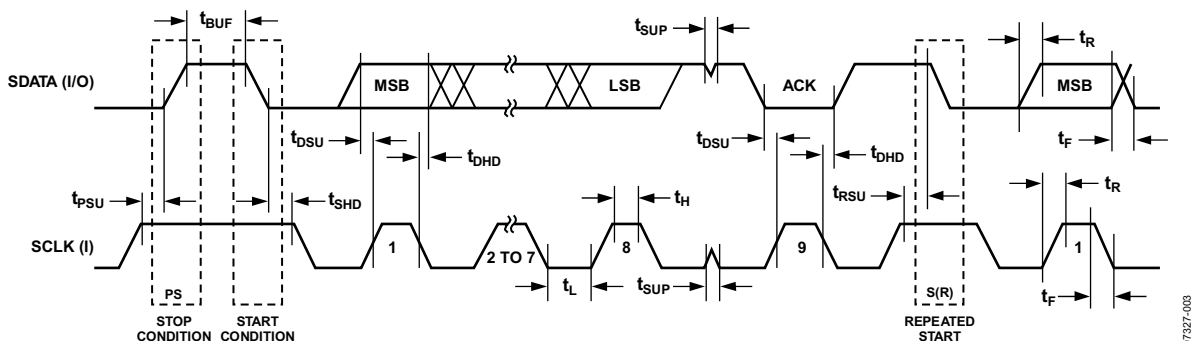 tBUF
tSUP
tR
SDATA (I/O)
MSB
LSB
ACK
MSB
tDSU
tDHD
tDSU
tDHD
tF
tPSU
tSHD
tH
tRSU
tR
SCLK (I)
1
2 TO 7
8
9
1
tL
tSUP
tF
PS
S(R)
STOP
CONDITION
START
CONDITION
REPEATED
START
07327-003